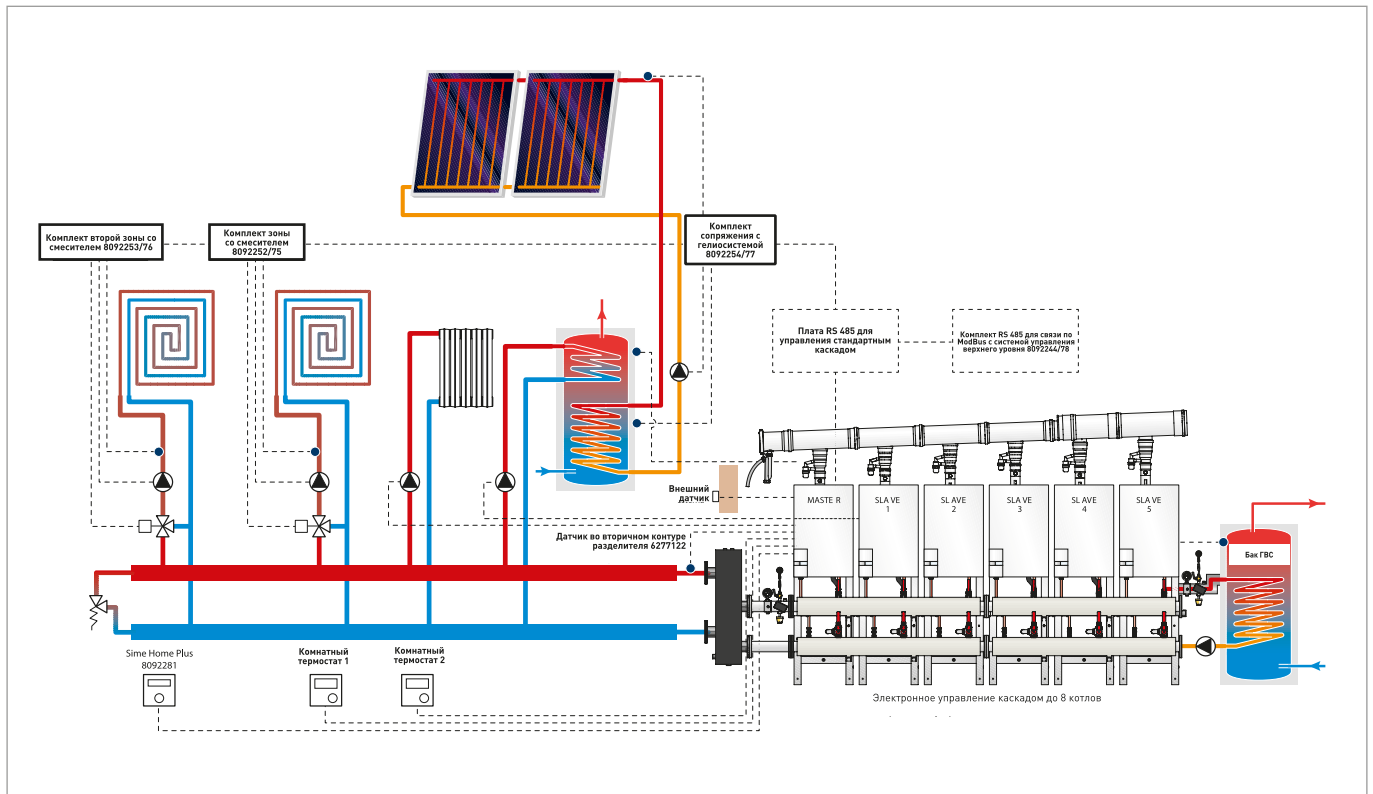 Комплект второй зоны со
смесителем 8092253/76
Комплект зоны
со смесителем
8092252/75
Комплект
сопряжения с
гелиосистемой
8092254/77
Плата RS 485 для
управления стандартным
каскадом
Комплект RS 485 для связи по
ModBus с системой управления
верхнего уровня 8092244/78
Внешний
датчик
MASTE R
SLA VE
1
SL AVE
2
SLA VE
3
SL AVE
4
SLA VE
5
Датчик во вторичном контуре
разделителя 6277122
Бак ГВС
Sime Home Plus
8092281
Комнатный
термостат 1
Комнатный
термостат 2
Электронное управление каскадом до 8 котлов